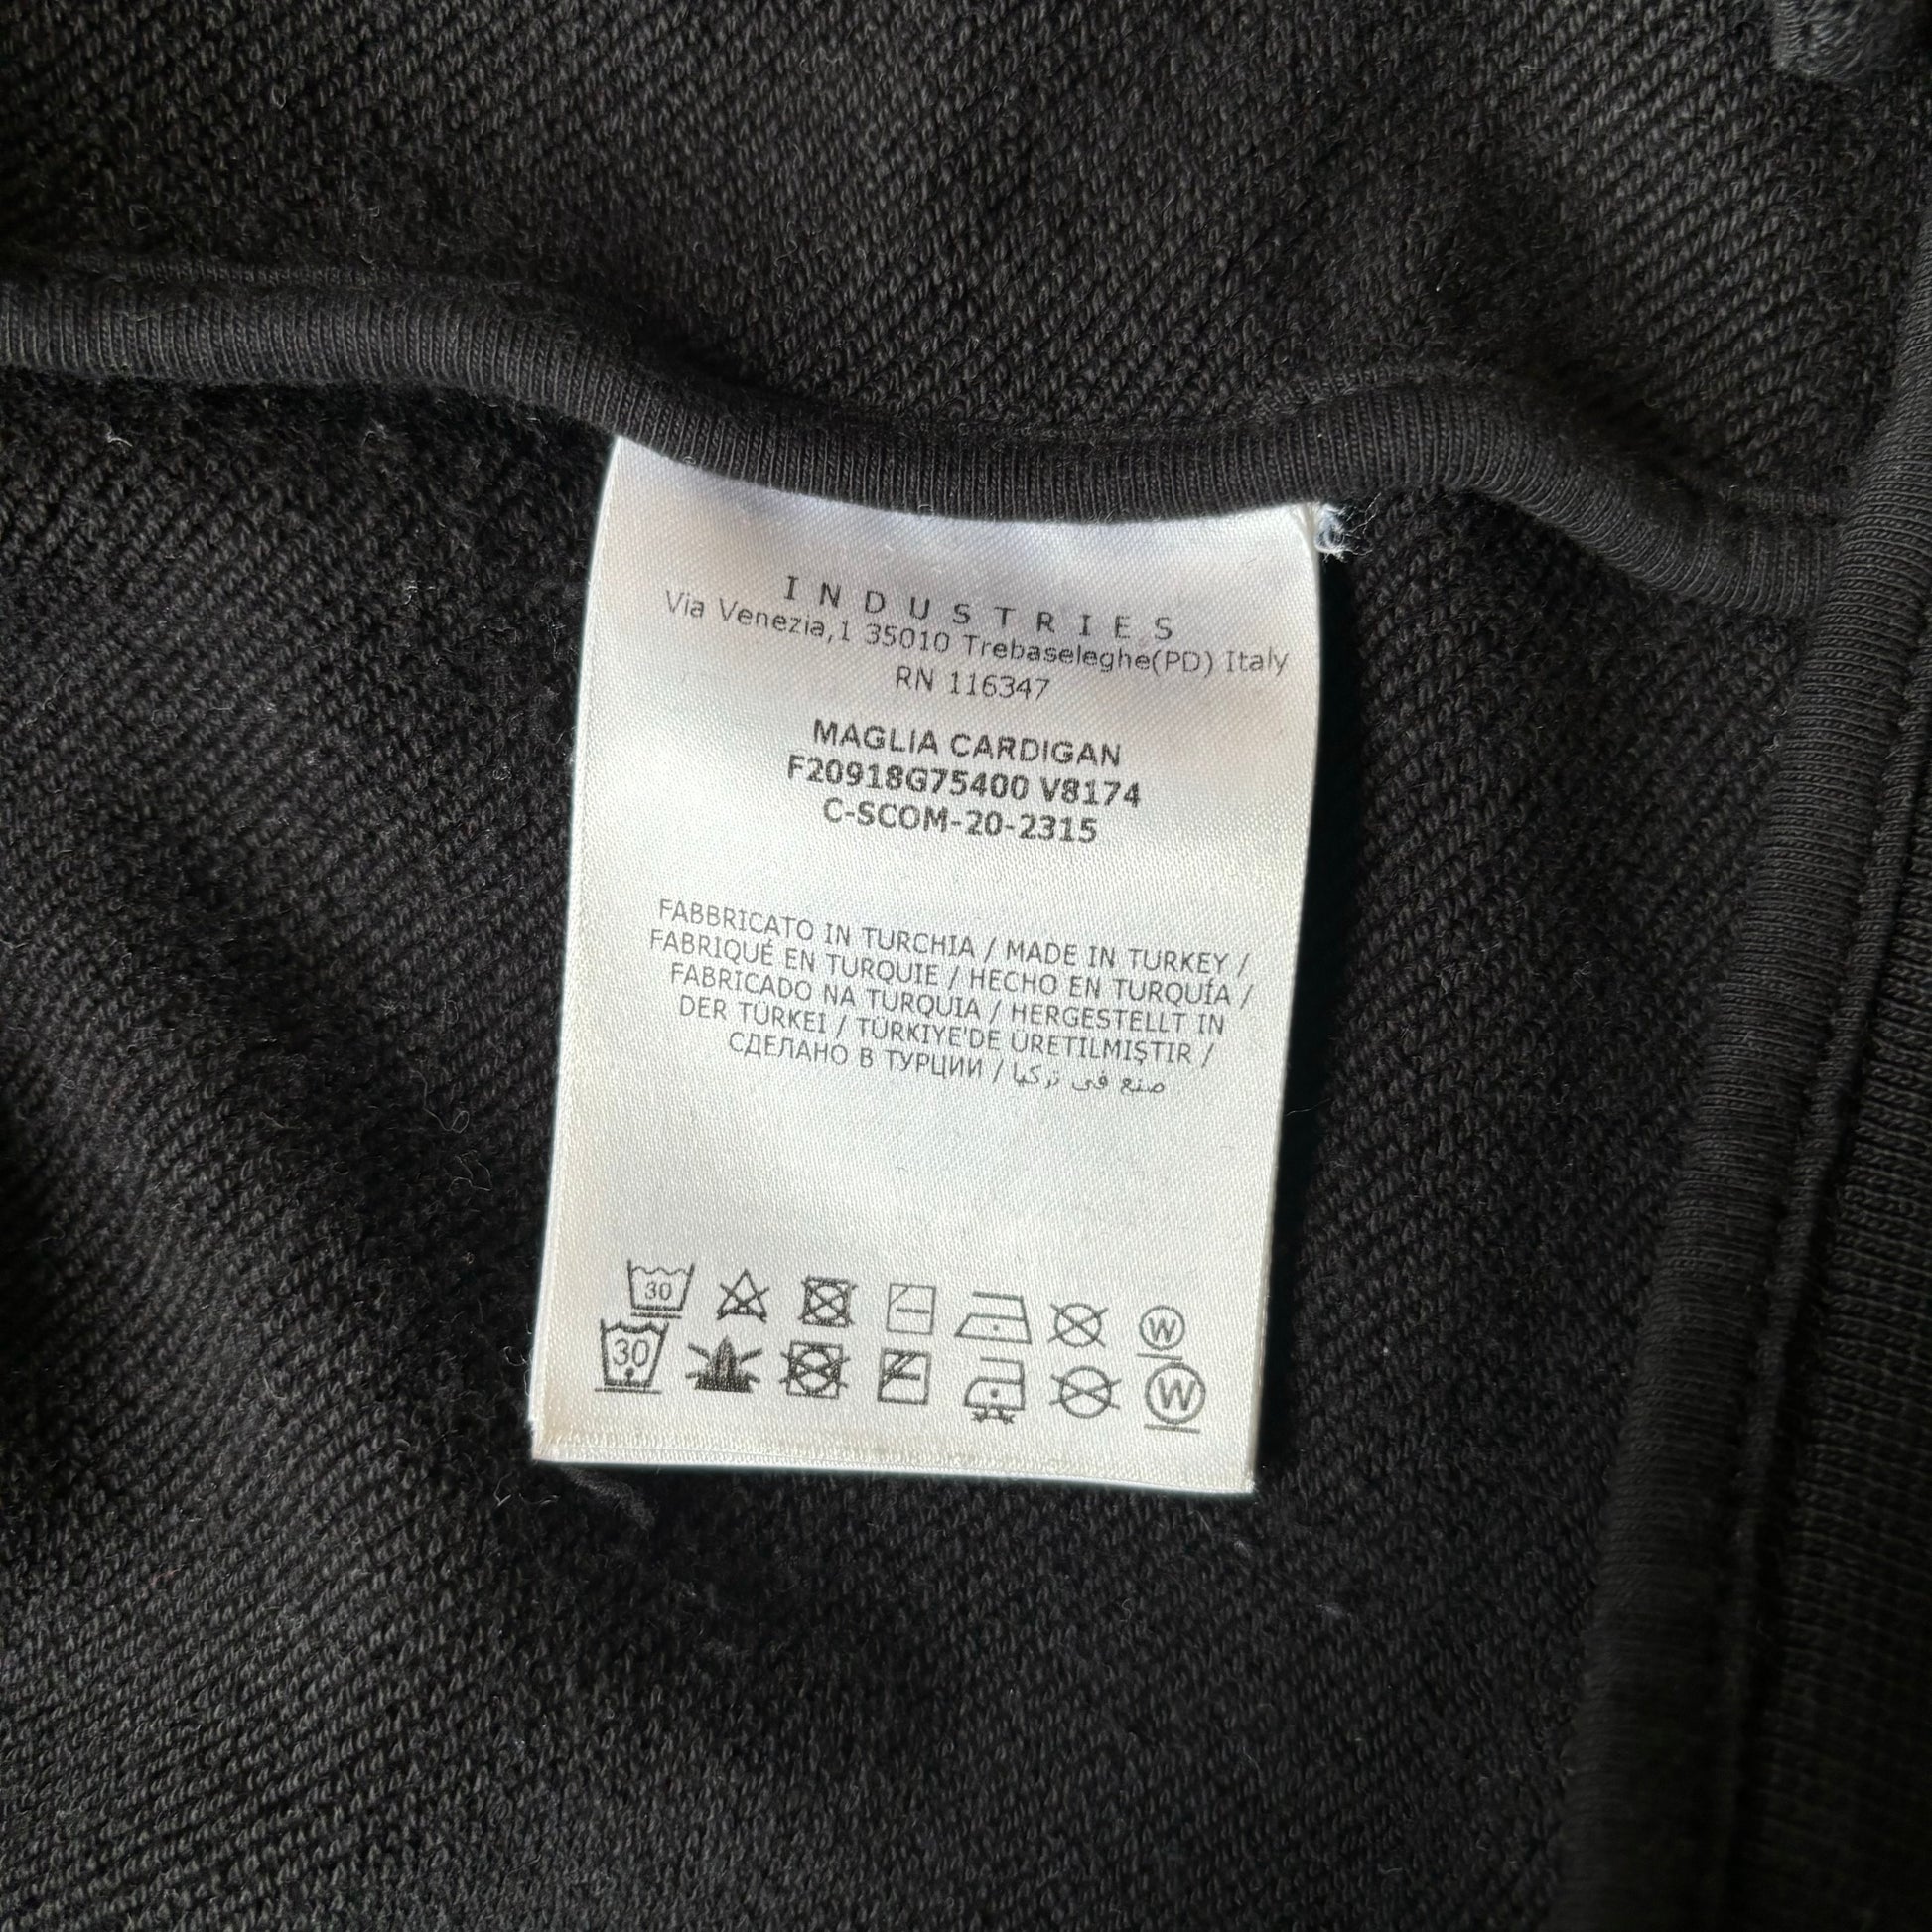 INDUSTRIES
Via Venezia,1 35010 Trebaseleghe(PD) Italy
RN 116347
MAGLIA CARDIGAN
F20918G75400 V8174
C-SCOM-20-2315
FABBRICATO IN TURCHIA / MADE IN TURKEY /
FABRIQUÉ EN TURQUIE / HECHO EN TURQUÍA /
FABRICADO NA TURQUIA / HERGESTELLT IN
DER TÜRKEI / TÜRKIYE'DE ÜRETILMIŞTIR /
СДЕЛАНО В ТУРЦИИ / صنع في تركيا
30 W
30 W